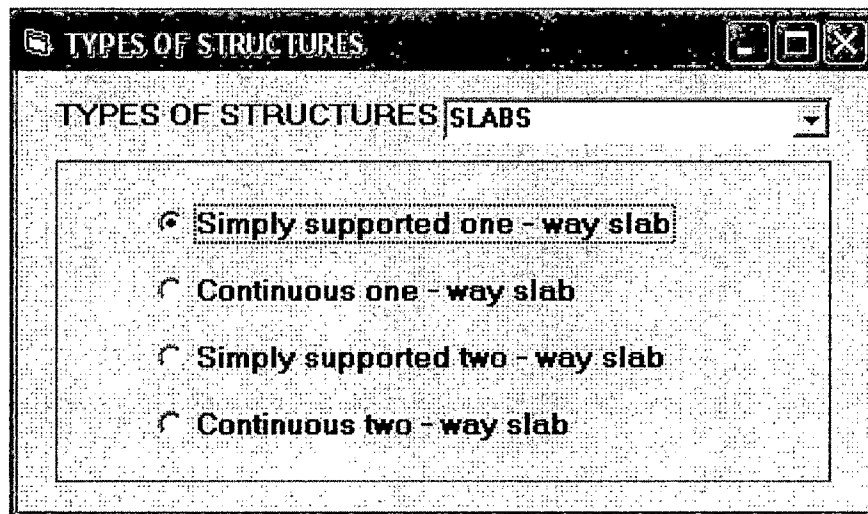 TYPES OF STRUCTURES
TYPES OF STRUCTURES SLABS
Simply supported one - way slab
Continuous one - way slab
Simply supported two - way slab
Continuous two - way slab